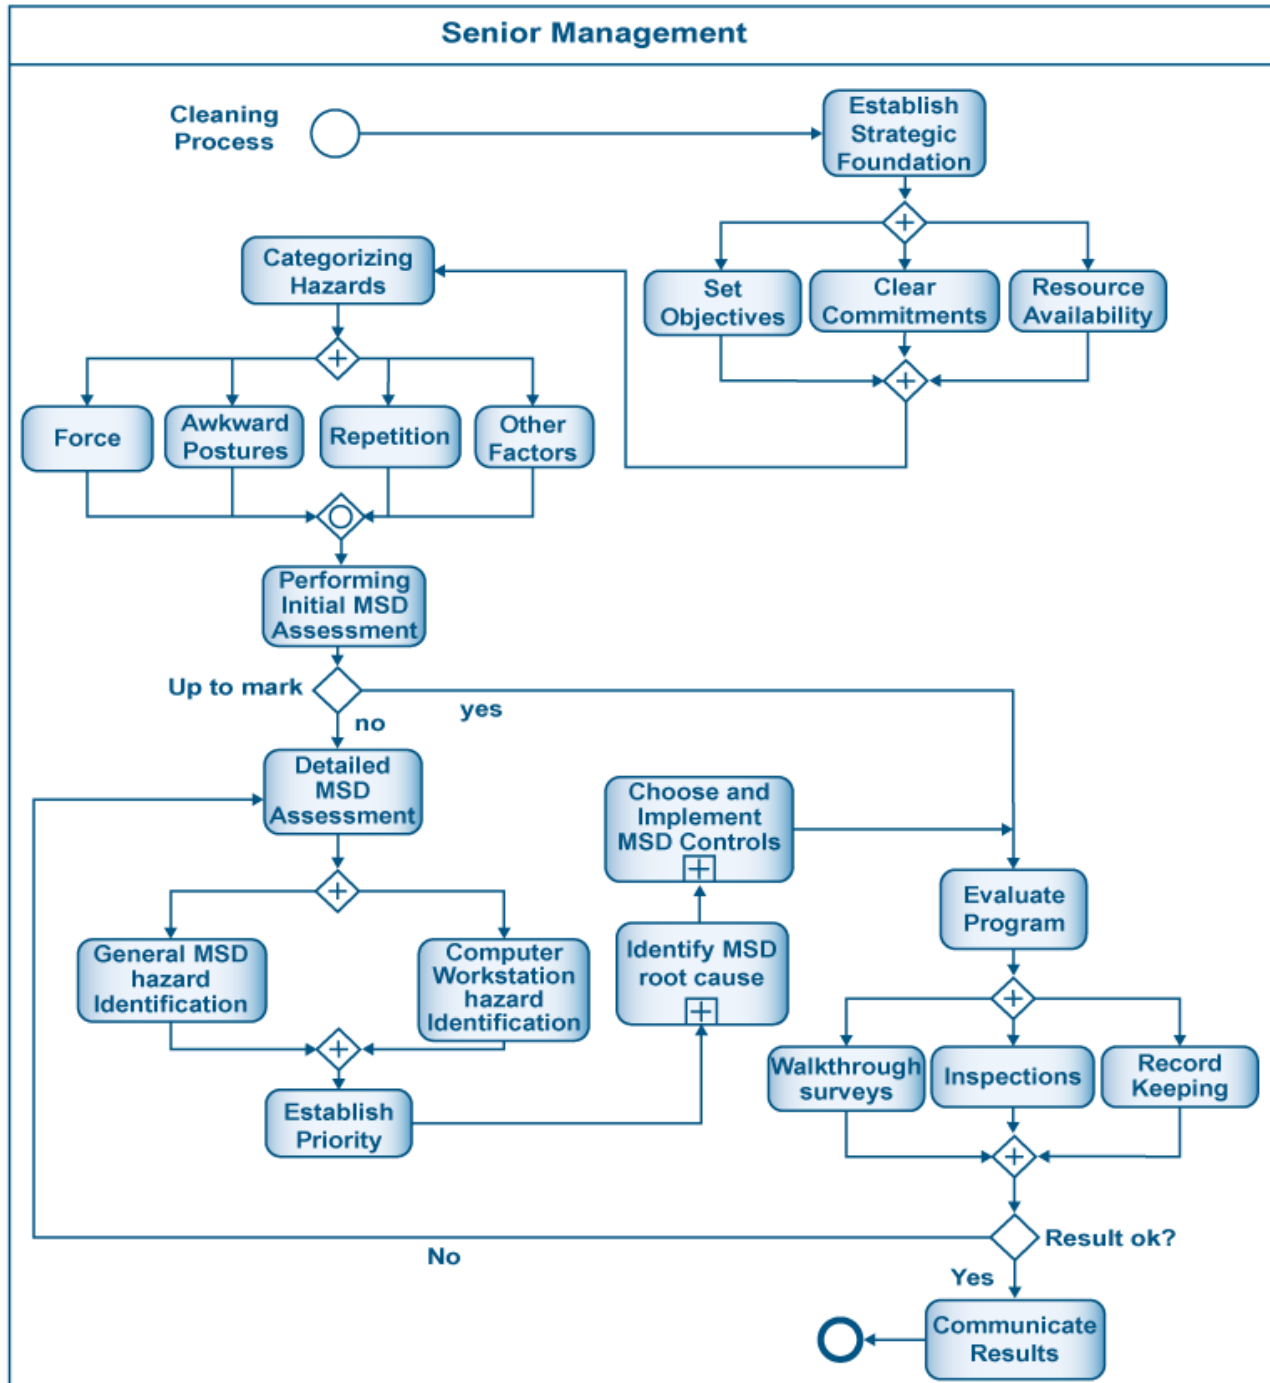 Senior Management
Cleaning
Process
Establish
Strategic
Foundation
Categorizing
Hazards
Set
Objectives
Clear
Commitments
Resource
Availability
Force
Awkward
Postures
Repetition
Other
Factors
Performing
Initial MSD
Assessment
Up to mark
yes
no
Detailed
MSD
Assessment
Choose and
Implement
MSD Controls
Evaluate
Program
General MSD
hazard
Identification
Computer
Workstation
hazard
Identification
Identify MSD
root cause
Walkthrough
surveys
Inspections
Record
Keeping
Establish
Priority
Result ok?
No
Yes
Communicate
Results